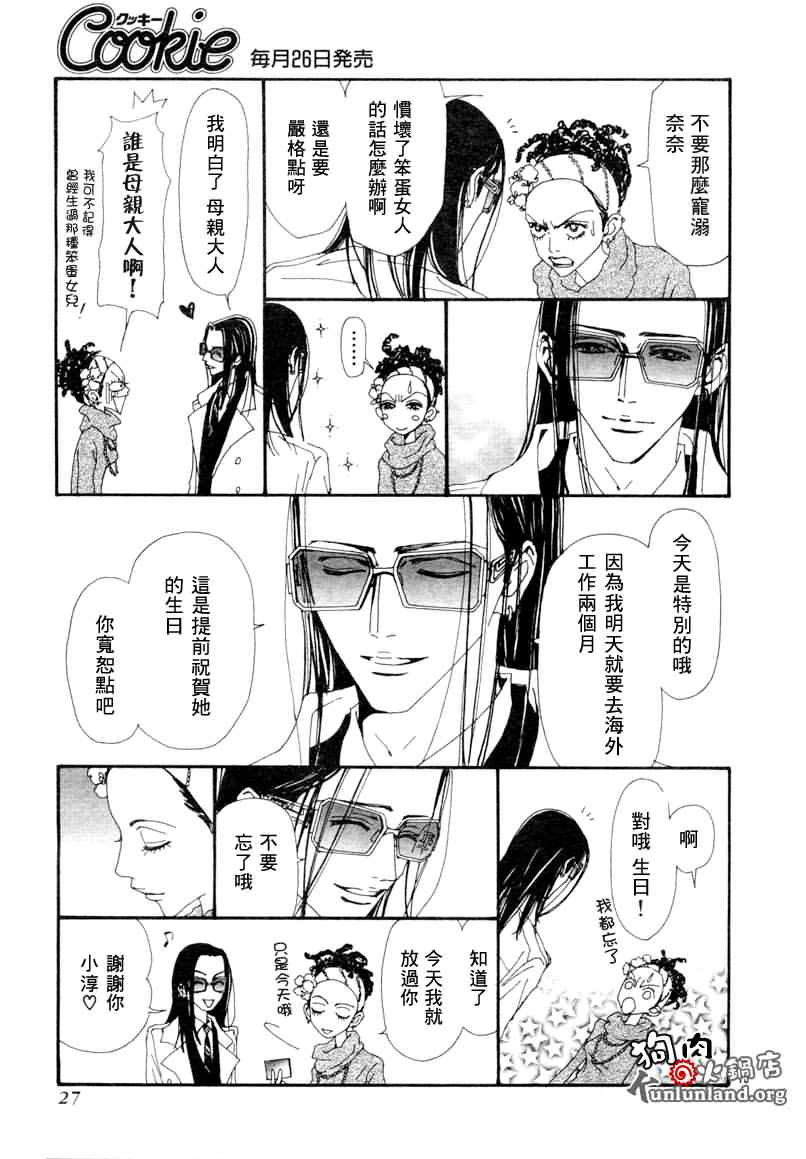 クッキー
Cookie
毎月26日発売
不要那麼寵溺
奈奈
慣壞了笨蛋女人
的話怎麼辦啊
還是要
嚴格點呀
我明白了 母親大人
誰是母親大人啊！
我可不記得
曾經生過那種笨蛋女兒！
……
今天是特別的哦
因為我明天就要去海外
工作兩個月
這是提前祝賀她
的生日
你寬恕點吧
啊
對哦 生日！
我都忘了
不要
忘了哦
知道了
今天我就
放過你
只是今天哦
謝謝你
小淳♡
狗肉
火鍋店
Kunlunland.org
27